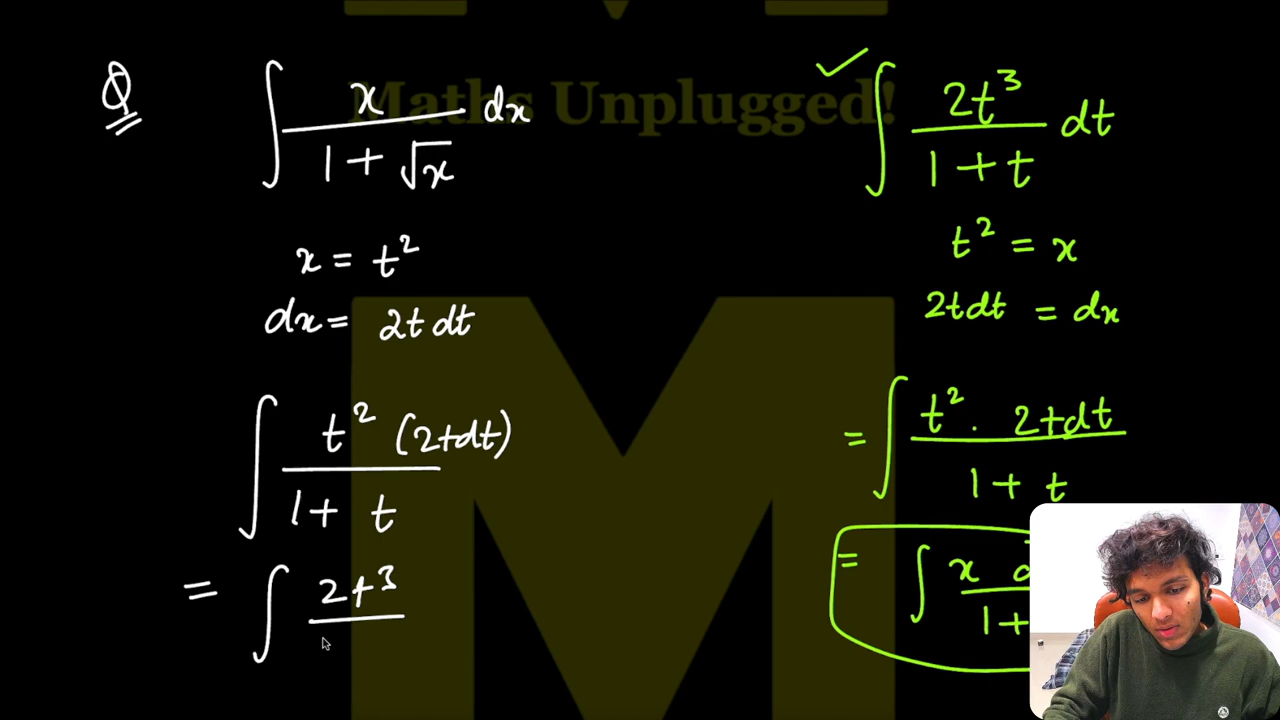 Maths Unplugged!
Q
∫ x / (1 + √x) dx
x = t²
dx = 2t dt
∫ t² (2t dt) / (1 + t)
= ∫ 2t³
✓ ∫ 2t³ / (1 + t) dt
t² = x
2t dt = dx
= ∫ t² . 2t dt / (1 + t)
= ∫ x / 1+